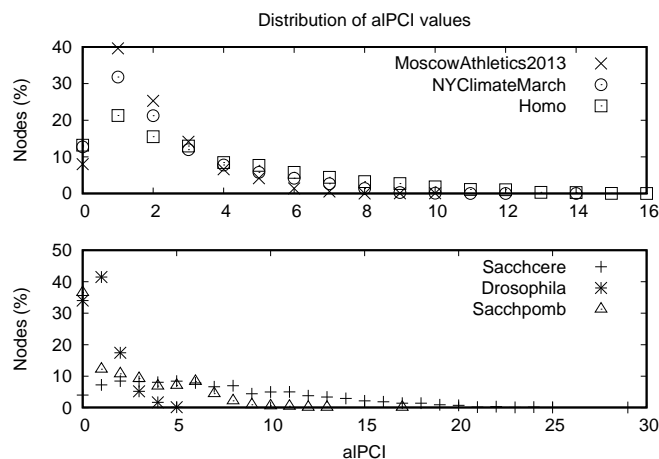 Distribution of alPCI values
40
30
20
10
0
Nodes (%)
MoscowAthletics2013
NYClimateMarch
Homo
0 2 4 6 8 10 12 14 16
50
40
30
20
10
0
Nodes (%)
Sacchcere
Drosophila
Sacchpomb
0 5 10 15 20 25 30
alPCI